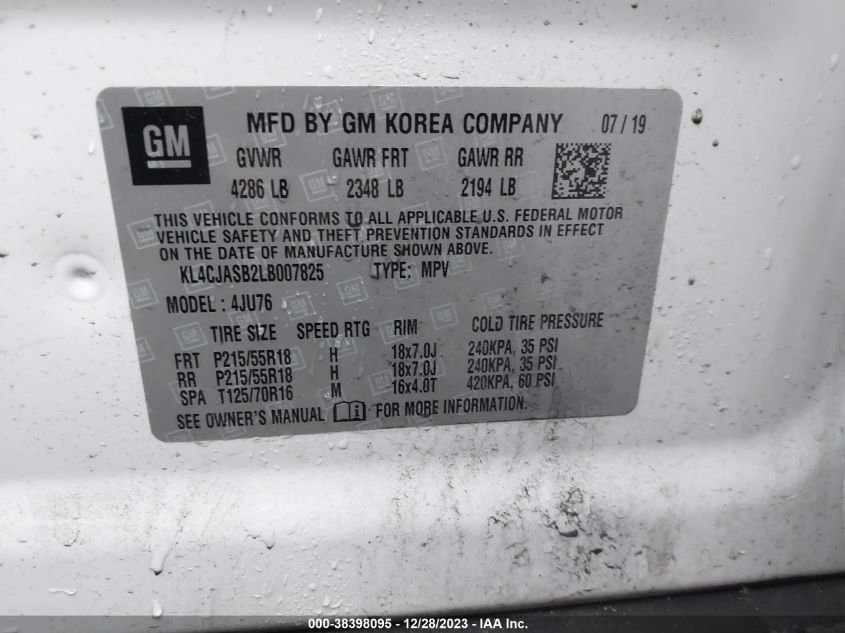 GM MFD BY GM KOREA COMPANY 07/19
GVWR GAWR FRT GAWR RR
4286 LB 2348 LB 2194 LB
THIS VEHICLE CONFORMS TO ALL APPLICABLE U.S. FEDERAL MOTOR
VEHICLE SAFETY AND THEFT PREVENTION STANDARDS IN EFFECT
ON THE DATE OF MANUFACTURE SHOWN ABOVE.
KL4CJASB2LB007825 TYPE: MPV
MODEL: 4JU76
TIRE SIZE SPEED RTG RIM COLD TIRE PRESSURE
FRT P215/55R18 H 18x7.0J 240KPA, 35 PSI
RR P215/55R18 H 18x7.0J 240KPA, 35 PSI
SPA T125/70R16 M 16x4.0T 420KPA, 60 PSI
SEE OWNER'S MANUAL FOR MORE INFORMATION.
000-38398095 - 12/28/2023 - IAAI.com